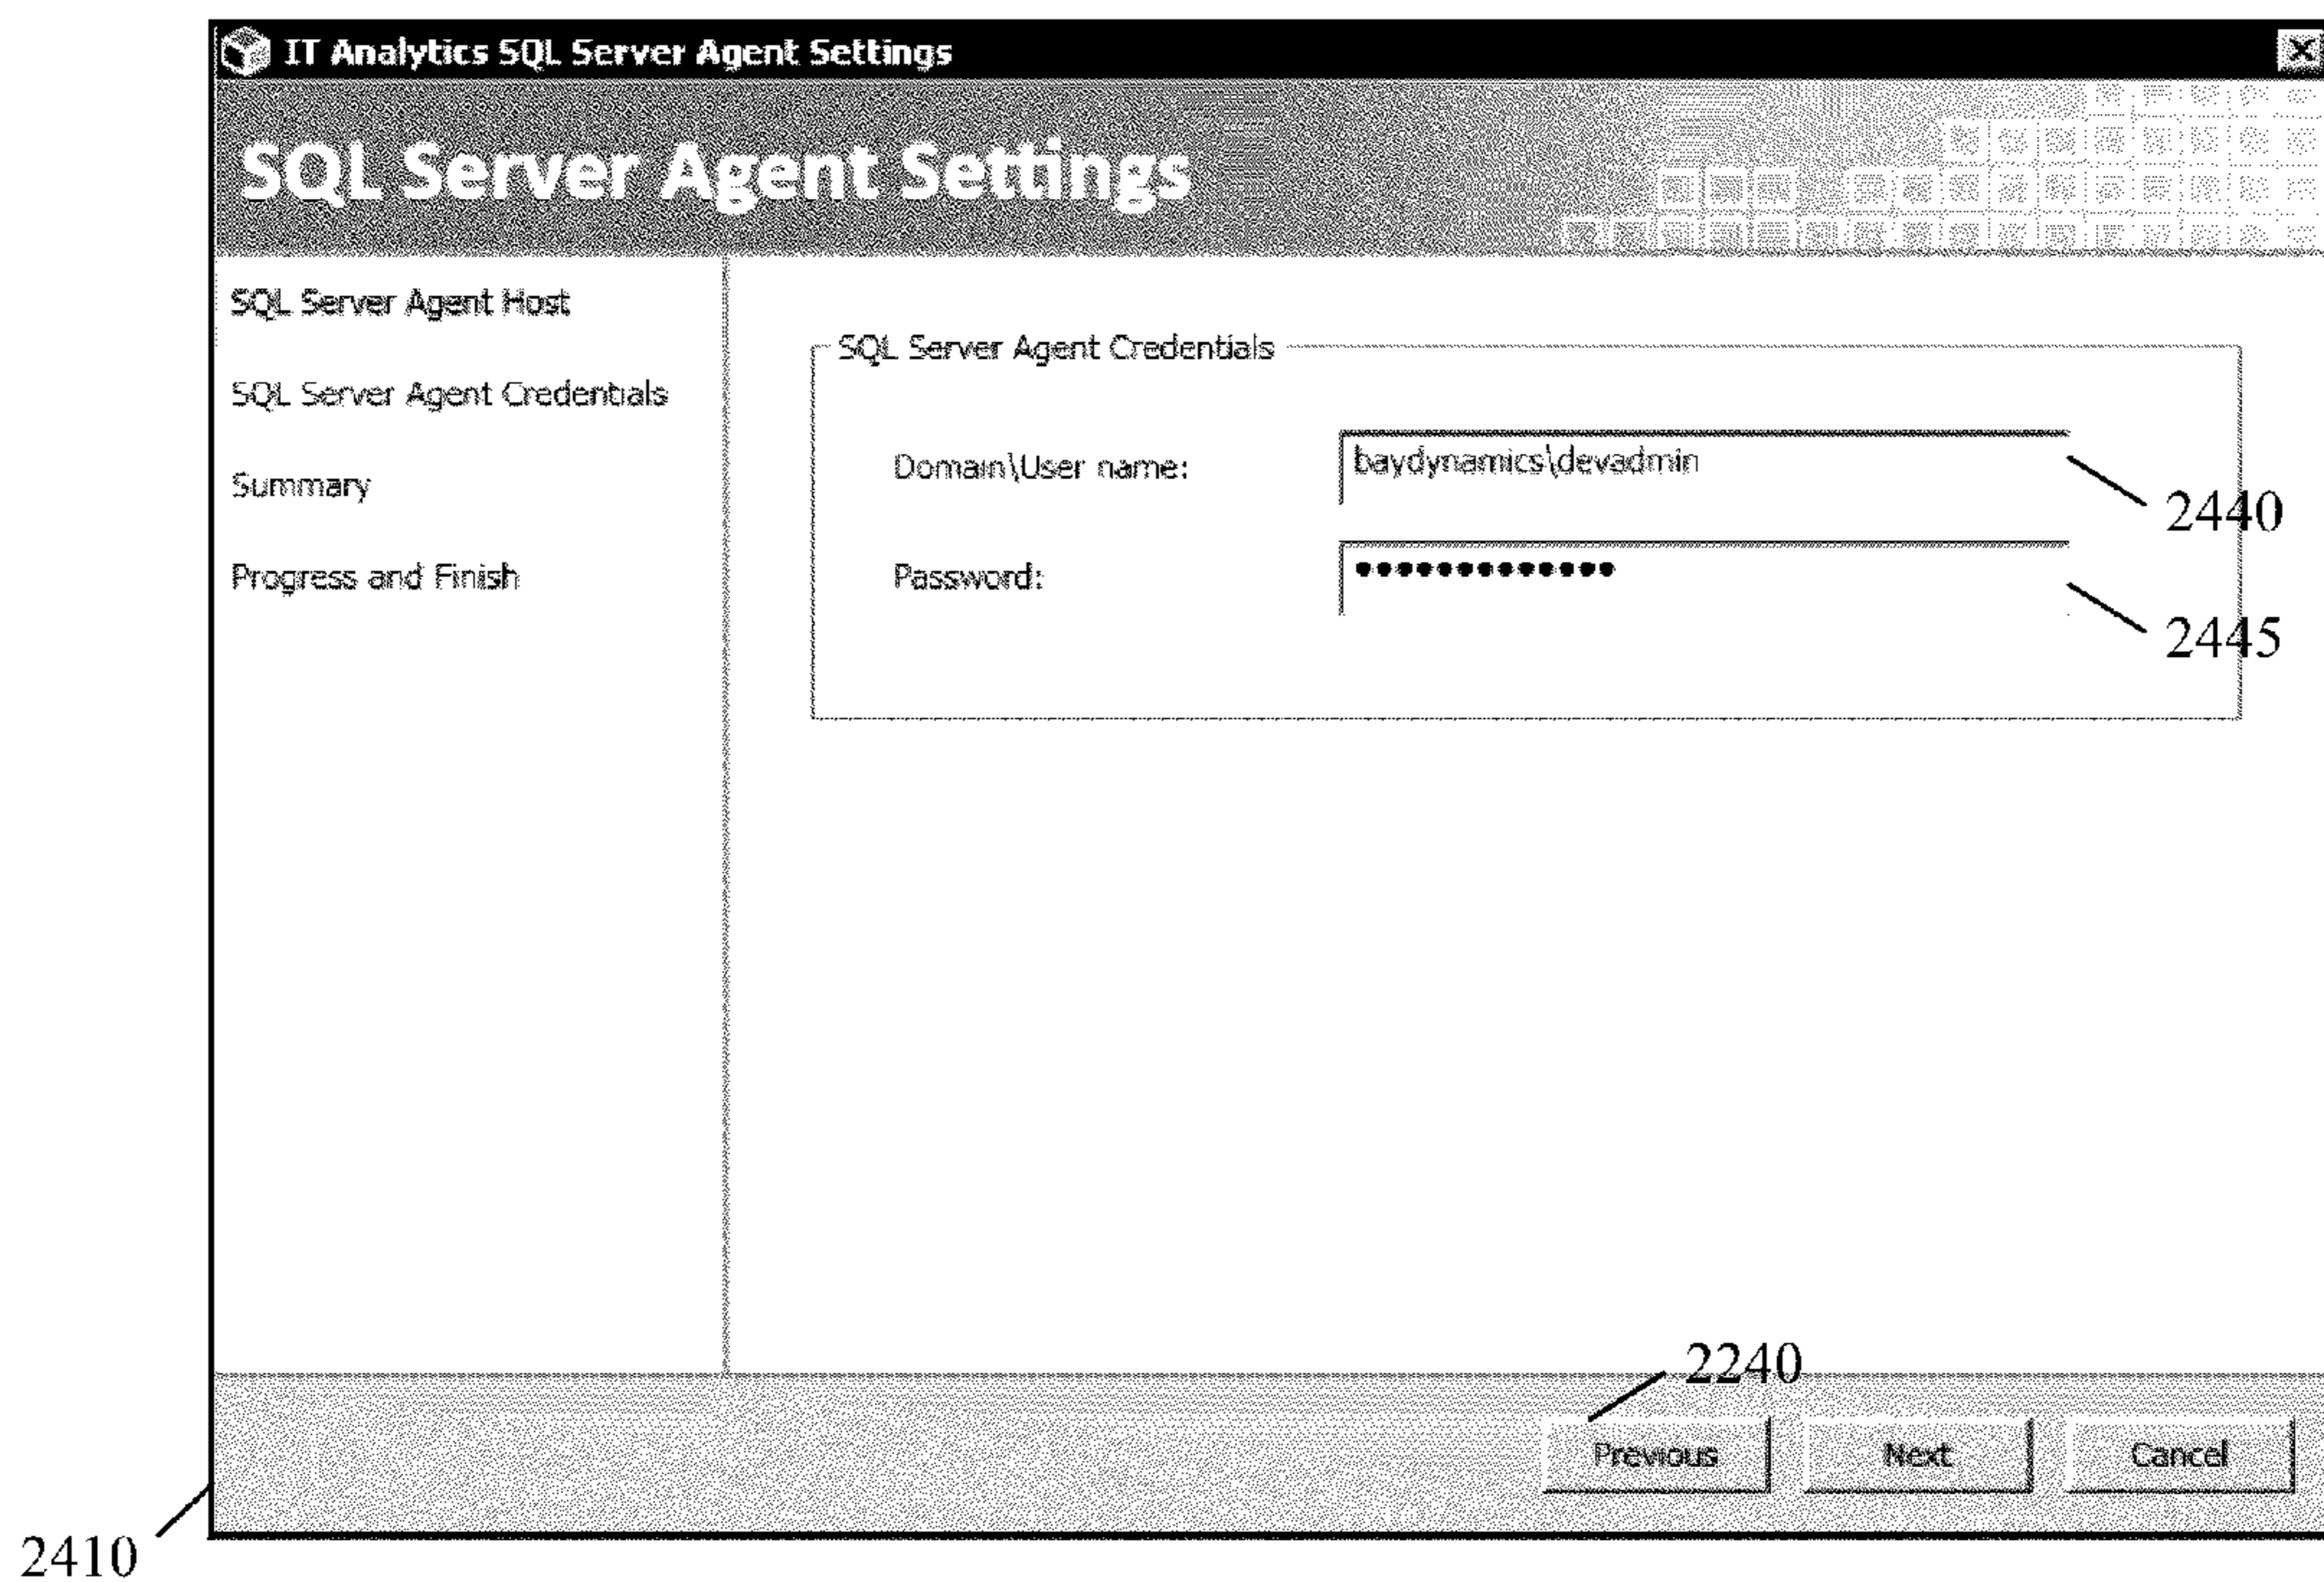 IT Analytics SQL Server Agent Settings
SQL Server Agent Settings
SQL Server Agent Host
SQL Server Agent Credentials
Summary
Progress and Finish
SQL Server Agent Credentials
Domain\User name: baydynamics\devadmin
2440
Password: •••••••••••••
2445
2240
Previous Next Cancel
2410